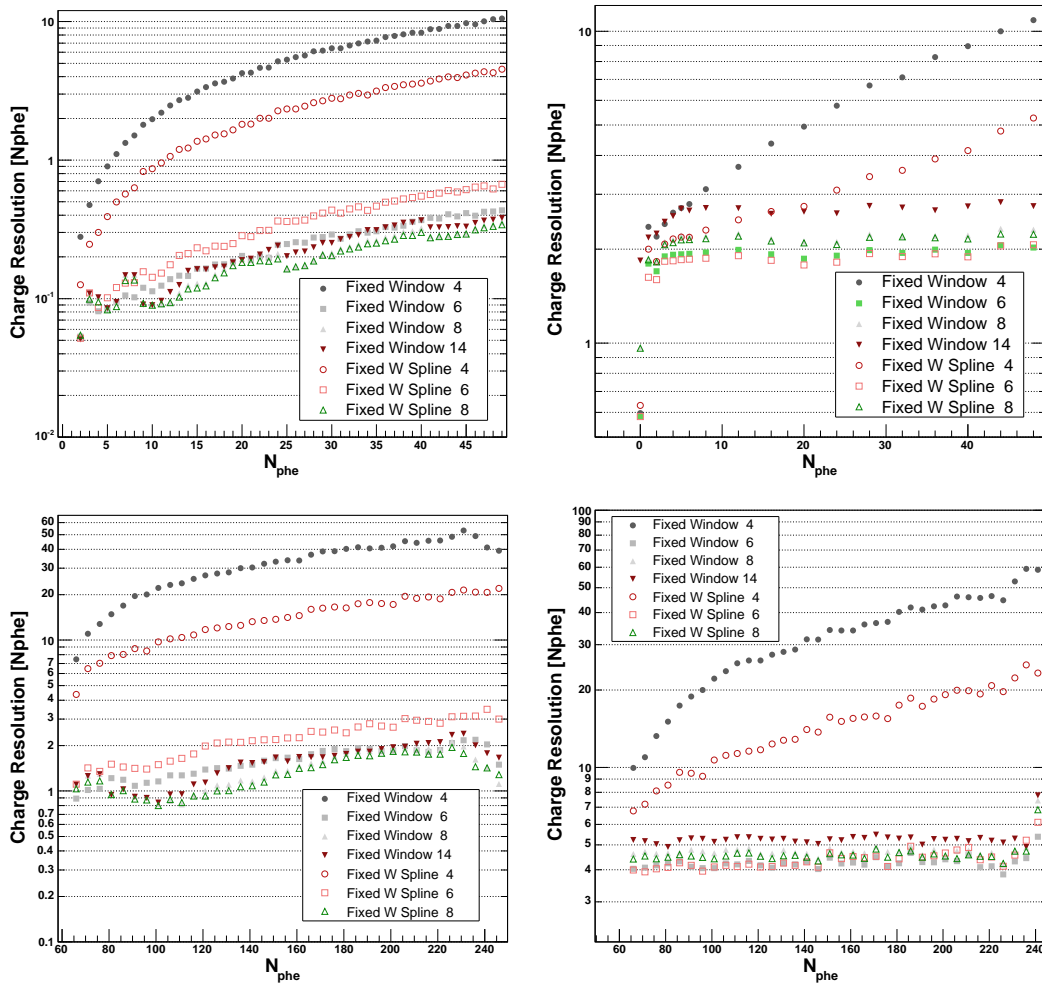 Charge Resolution [Nphe]
10
1
10-1
10-2
0 5 10 15 20 25 30 35 40 45
Nphe
Fixed Window 4
Fixed Window 6
Fixed Window 8
Fixed Window 14
Fixed W Spline 4
Fixed W Spline 6
Fixed W Spline 8
Charge Resolution [Nphe]
10
1
0 20 40
Nphe
Fixed Window 4
Fixed Window 6
Fixed Window 8
Fixed Window 14
Fixed W Spline 4
Fixed W Spline 6
Fixed W Spline 8
Charge Resolution [Nphe]
60
50
40
30
20
10
7
6
5
4
3
2
1
0.7
0.6
0.5
0.4
0.3
0.2
0.1
60 80 100 120 140 160 180 200 220 240
Nphe
Fixed Window 4
Fixed Window 6
Fixed Window 8
Fixed Window 14
Fixed W Spline 4
Fixed W Spline 6
Fixed W Spline 8
Charge Resolution [Nphe]
100
90
80
70
60
50
40
30
20
10
9
8
7
6
5
4
3
60 80 100 120 140 160 180 200 220 240
Nphe
Fixed Window 4
Fixed Window 6
Fixed Window 8
Fixed Window 14
Fixed W Spline 4
Fixed W Spline 6
Fixed W Spline 8